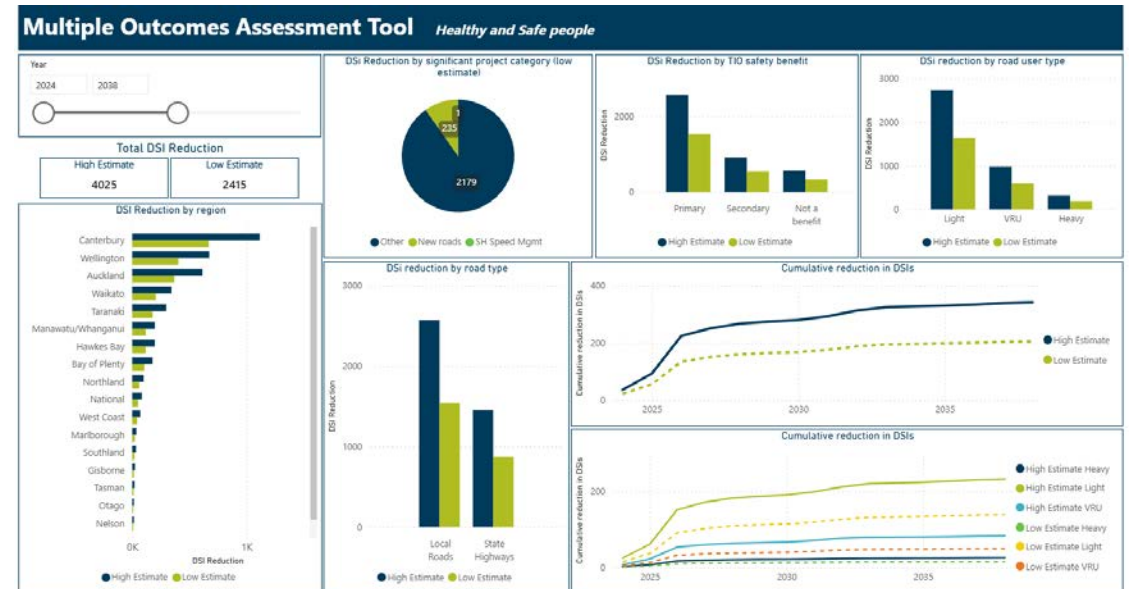 Multiple Outcomes Assessment Tool Healthy and Safe people
Year
2024 2038
Total DSI Reduction
High Estimate Low Estimate
4025 2415
DSI Reduction by region
Canterbury
Wellington
Auckland
Waikato
Taranaki
Manawatu/Whanganui
Hawkes Bay
Bay of Plenty
Northland
National
West Coast
Marlborough
Southland
Gisborne
Tasman
Otago
Nelson
0K 1K
DSI Reduction
High Estimate Low Estimate
DSi Reduction by significant project category (low
estimate)
1
235
2179
Other New roads SH Speed Mgmt
DSi Reduction by TIO safety benefit
DSi Reduction
2000
0
Primary Secondary Not a
benefit
High Estimate Low Estimate
DSi reduction by road user type
DSi Reduction
3000
2000
1000
0
Light VRU Heavy
High Estimate Low Estimate
DSi reduction by road type
DSi Reduction
3000
2000
1000
0
Local State
Roads Highways
High Estimate Low Estimate
Cumulative reduction in DSIs
Cumulative reduction in DSIs
400
200
0
2025 2030 2035
High Estimate
Low Estimate
Cumulative reduction in DSIs
Cumulative reduction in DSIs
200
0
2025 2030 2035
High Estimate Heavy
High Estimate Light
High Estimate VRU
Low Estimate Heavy
Low Estimate Light
Low Estimate VRU